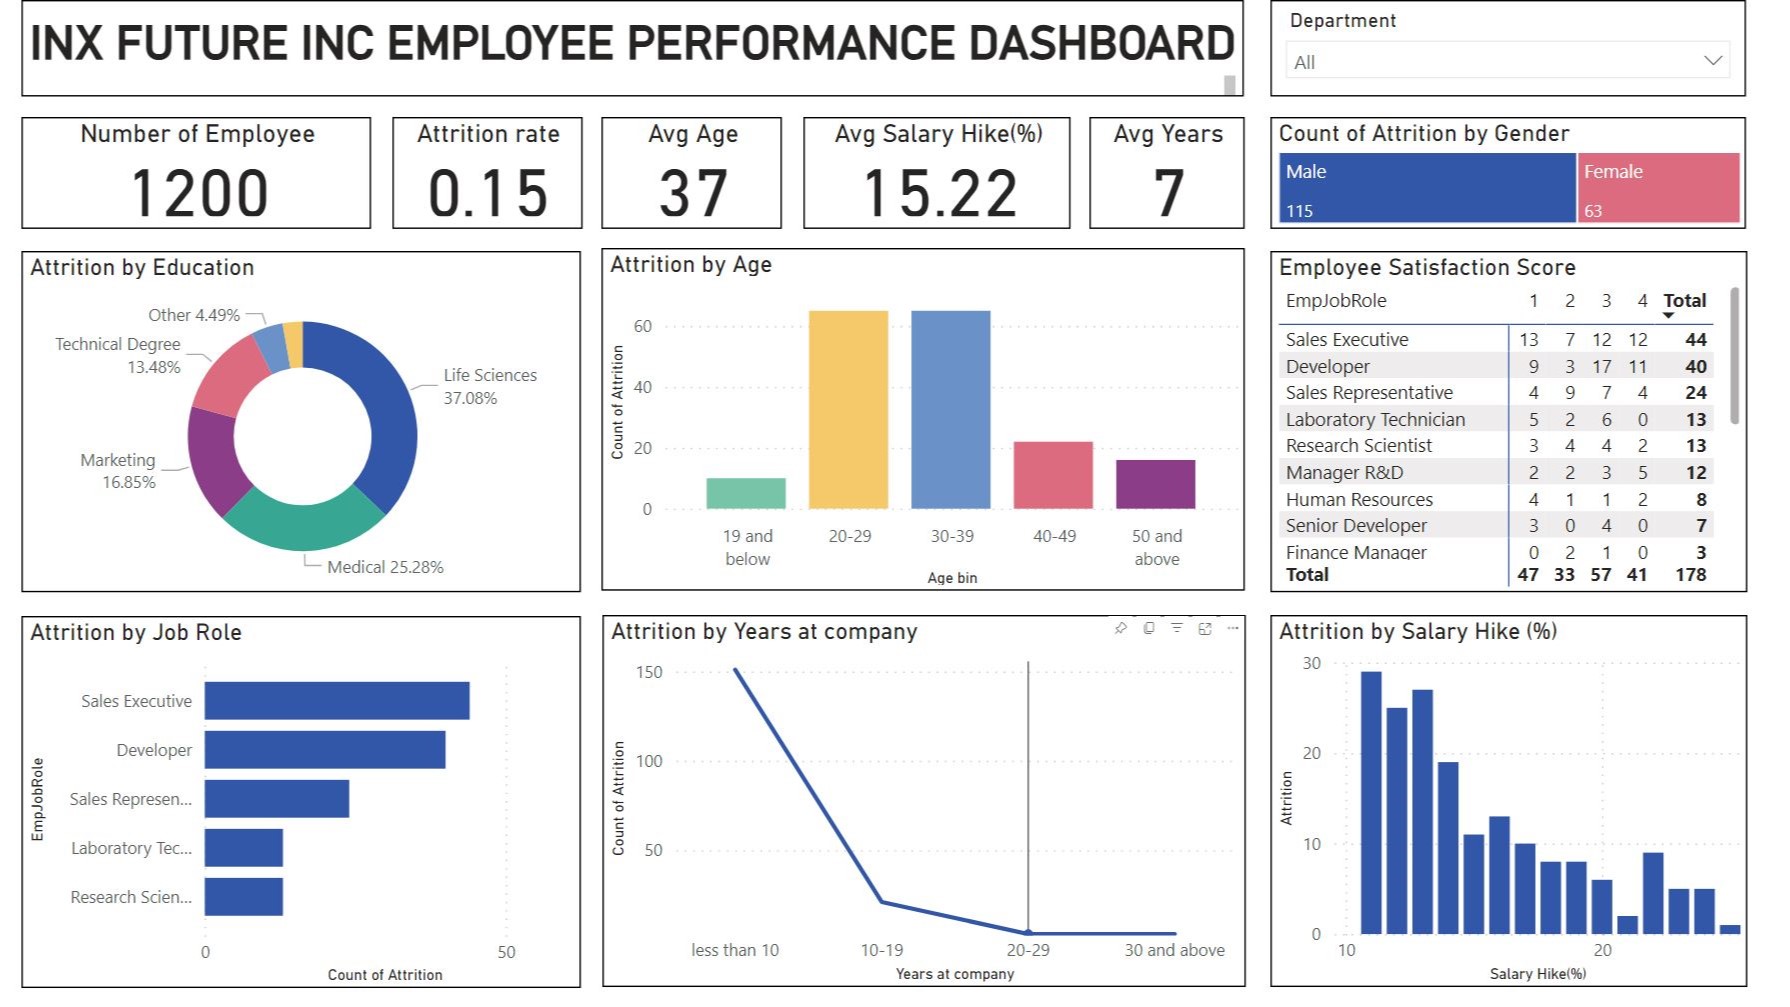 INX FUTURE INC EMPLOYEE PERFORMANCE DASHBOARD
Department
All
Number of Employee
1200
Attrition rate
0.15
Avg Age
37
Avg Salary Hike(%)
15.22
Avg Years
7
Count of Attrition by Gender
Male
115
Female
63
Attrition by Education
Other 4.49%
Technical Degree
13.48%
Life Sciences
37.08%
Marketing
16.85%
Medical 25.28%
Attrition by Age
Count of Attrition
60
40
20
0
19 and
below
20-29
30-39
40-49
50 and
above
Age bin
Employee Satisfaction Score
EmpJobRole 1 2 3 4 Total
Sales Executive 13 7 12 12 44
Developer 9 3 17 11 40
Sales Representative 4 9 7 4 24
Laboratory Technician 5 2 6 0 13
Research Scientist 3 4 4 2 13
Manager R&D 2 2 3 5 12
Human Resources 4 1 1 2 8
Senior Developer 3 0 4 0 7
Finance Manager 0 2 1 0 3
Total 47 33 57 41 178
Attrition by Job Role
EmpJobRole
Sales Executive
Developer
Sales Represen...
Laboratory Tec...
Research Scien...
0 50
Count of Attrition
Attrition by Years at company
Count of Attrition
150
100
50
less than 10 10-19 20-29 30 and above
Years at company
Attrition by Salary Hike (%)
Attrition
30
20
10
0
10 20
Salary Hike(%)